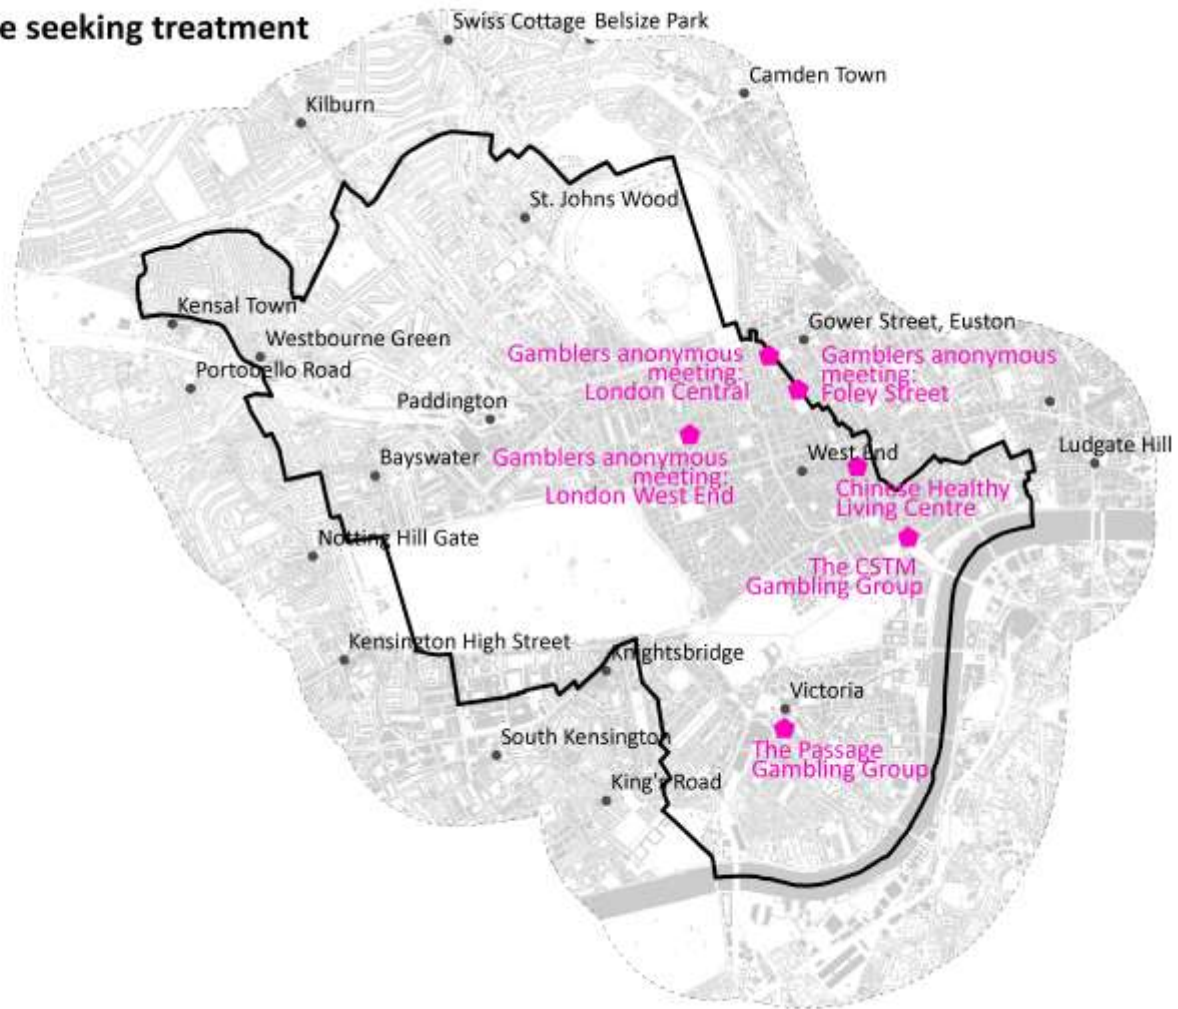 e seeking treatment
Swiss Cottage
Belsize Park
Camden Town
Kilburn
St. Johns Wood
Kensal Town
Westbourne Green
Portobello Road
Gower Street, Euston
Gamblers anonymous
meeting:
London Central
Gamblers anonymous
meeting:
Foley Street
Paddington
Bayswater
Gamblers anonymous
meeting:
London West End
West End
Ludgate Hill
Chinese Healthy
Living Centre
Notting Hill Gate
The CSTM
Gambling Group
Kensington High Street
Knightsbridge
Victoria
South Kensington
The Passage
Gambling Group
King's Road